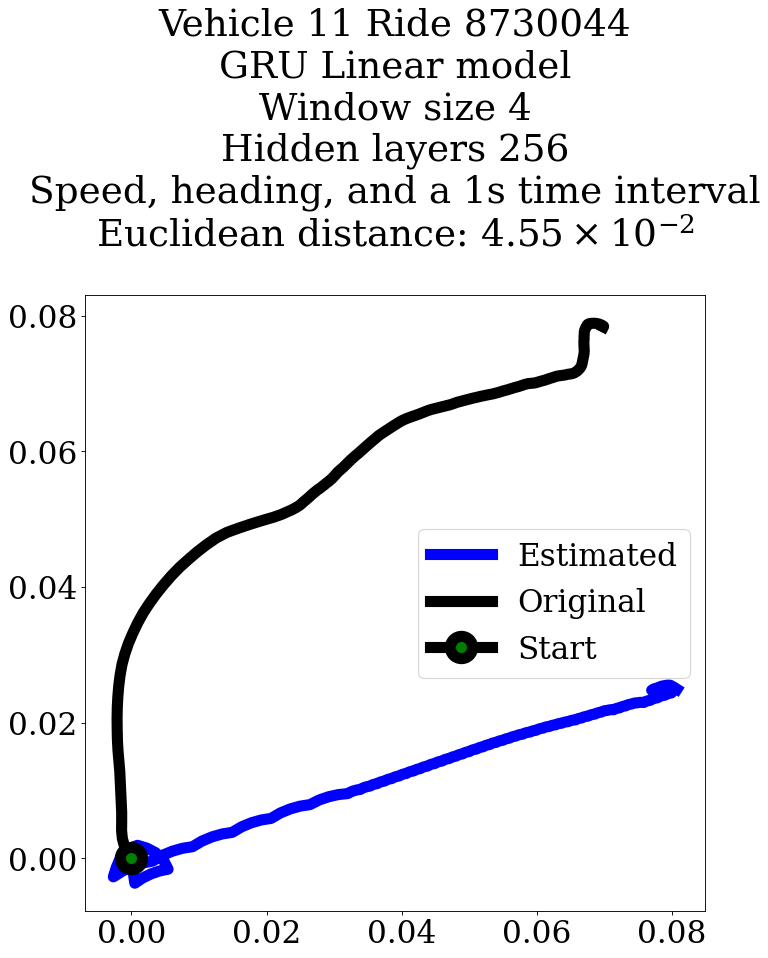 Vehicle 11 Ride 8730044
GRU Linear model
Window size 4
Hidden layers 256
Speed, heading, and a 1s time interval
Euclidean distance: 4.55 × 10⁻²
0.08
0.06
0.04
0.02
0.00
Estimated
Original
Start
0.00 0.02 0.04 0.06 0.08